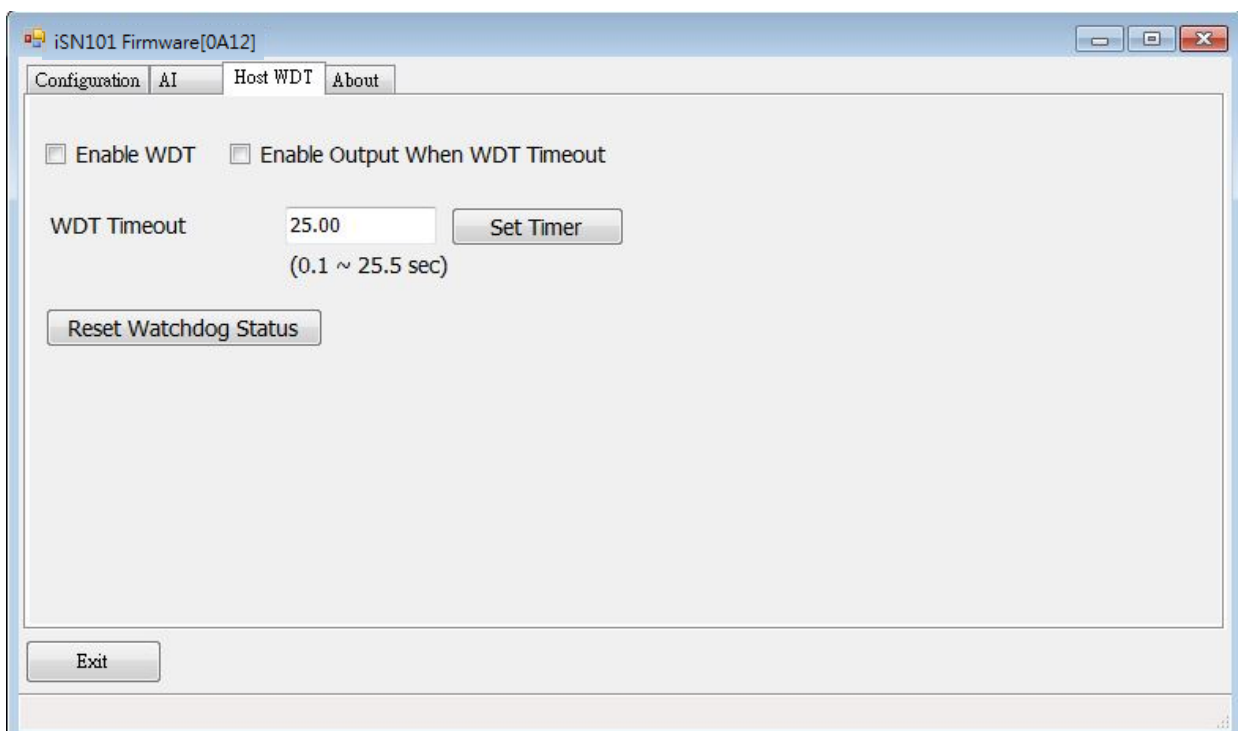 iSN101 Firmware[0A12]
Configuration AI Host WDT About
Enable WDT Enable Output When WDT Timeout
WDT Timeout 25.00 Set Timer
(0.1 ~ 25.5 sec)
Reset Watchdog Status
Exit